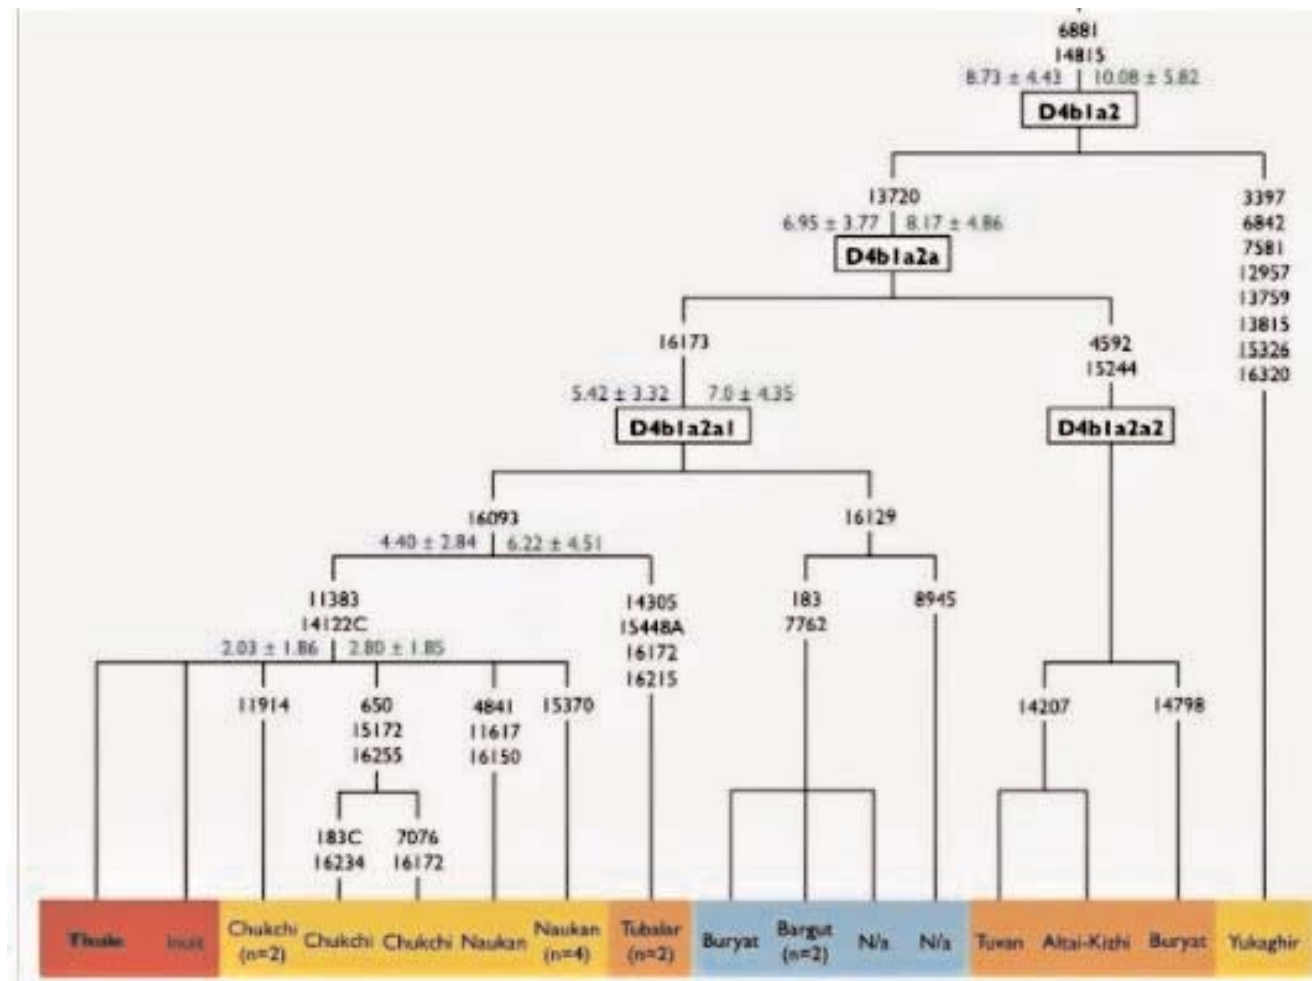 6881
14815
8.73 ± 4.43 10.08 ± 5.82
D4b1a2
13720
6.95 ± 3.77 8.17 ± 4.86
D4b1a2a
3397
6842
7581
12957
13759
13815
15326
16320
16173
5.42 ± 3.32 7.0 ± 4.35
D4b1a2a1
4592
15244
D4b1a2a2
16093
4.40 ± 2.84 6.22 ± 4.51
16129
11383
14122C
2.03 ± 1.86 2.80 ± 1.85
14305
15448A
16172
16215
183
7762
8945
11914
650
15172
16255
4841
11617
16150
15370
14207
14798
183C
16234
7076
16172
Thule
Inuit
Chukchi
(n=2)
Chukchi
Chukchi
Naukan
Naukan
(n=4)
Tubalar
(n=2)
Buryat
Bargut
(n=2)
N/a
N/a
Tuvan
Altai-Kizhi
Buryat
Yukaghir